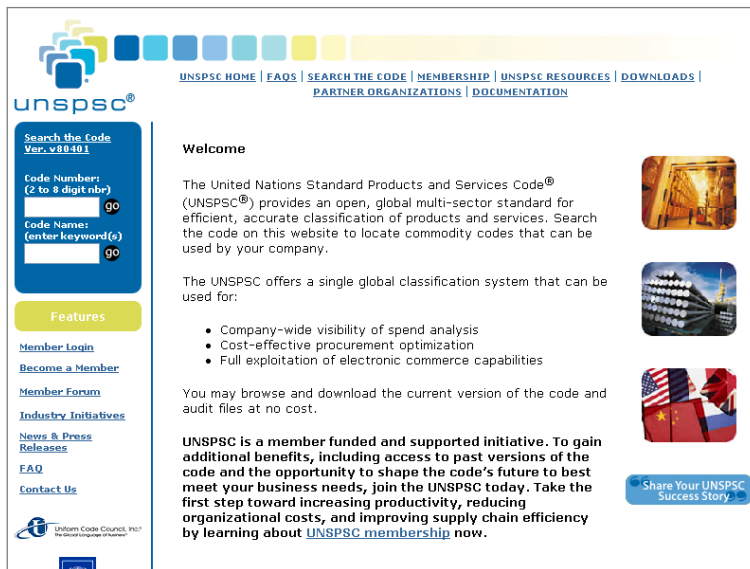 unspsc®
UNSPSC HOME | FAQS | SEARCH THE CODE | MEMBERSHIP | UNSPSC RESOURCES | DOWNLOADS |
PARTNER ORGANIZATIONS | DOCUMENTATION
Search the Code
Ver. v80401
Code Number:
(2 to 8 digit nbr)
go
Code Name:
(enter keyword(s)
go
Features
Member Login
Become a Member
Member Forum
Industry Initiatives
News & Press
Releases
FAQ
Contact Us
Uniform Code Council, Inc.®
The Global Language of Business®
Welcome
The United Nations Standard Products and Services Code®
(UNSPSC®) provides an open, global multi-sector standard for
efficient, accurate classification of products and services. Search
the code on this website to locate commodity codes that can be
used by your company.
The UNSPSC offers a single global classification system that can be
used for:
• Company-wide visibility of spend analysis
• Cost-effective procurement optimization
• Full exploitation of electronic commerce capabilities
You may browse and download the current version of the code and
audit files at no cost.
UNSPSC is a member funded and supported initiative. To gain
additional benefits, including access to past versions of the
code and the opportunity to shape the code's future to best
meet your business needs, join the UNSPSC today. Take the
first step toward increasing productivity, reducing
organizational costs, and improving supply chain efficiency
by learning about UNSPSC membership now.
Share Your UNSPSC
Success Story